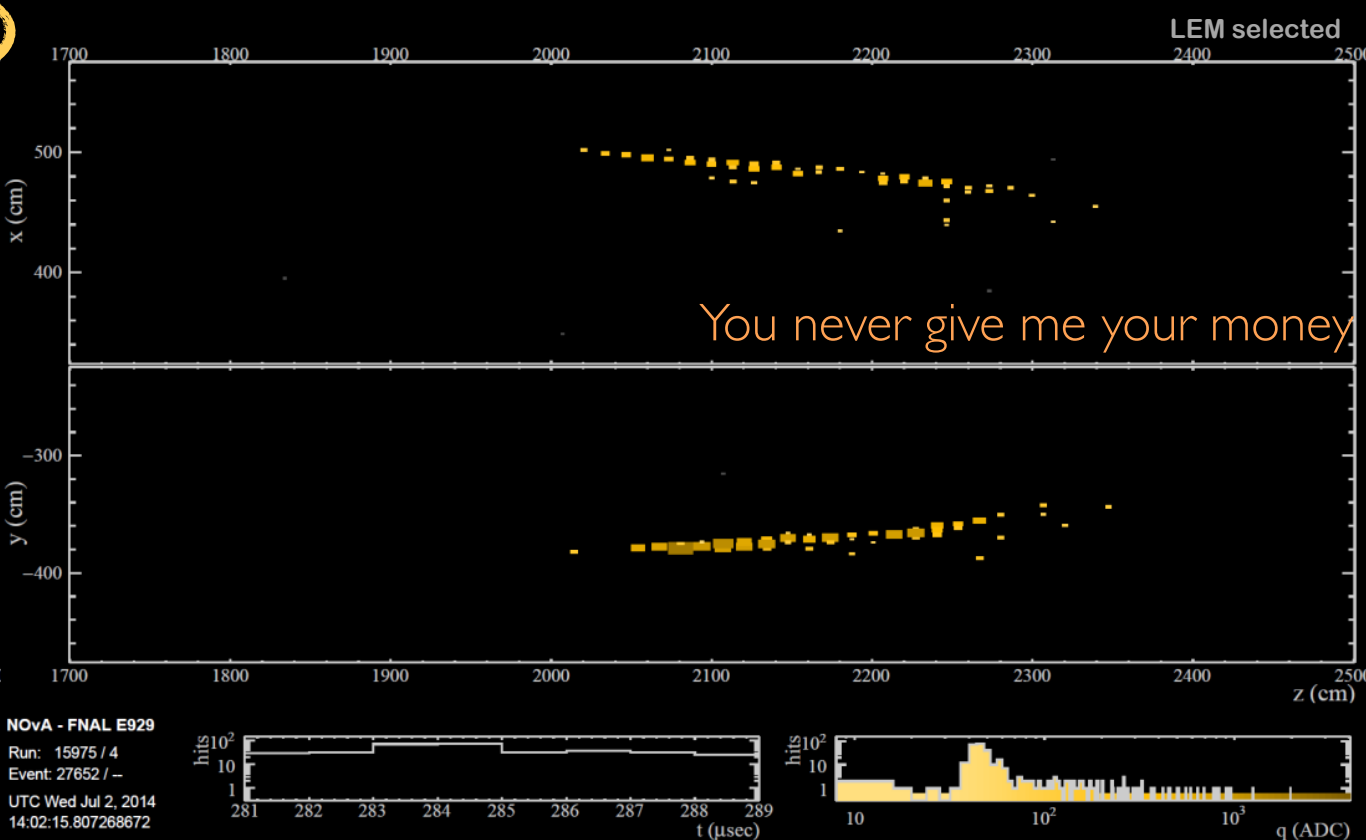 LEM selected
1700 1800 1900 2000 2100 2200 2300 2400 2500
500
x (cm)
400
You never give me your money
−300
y (cm)
−400
1700 1800 1900 2000 2100 2200 2300 2400 2500
z (cm)
NOvA - FNAL E929
Run: 15975 / 4
Event: 27652 / --
UTC Wed Jul 2, 2014
14:02:15.807268672
hits
10²
10
1
281 282 283 284 285 286 287 288 289
t (μsec)
hits
10²
10
1
10 10² 10³
q (ADC)